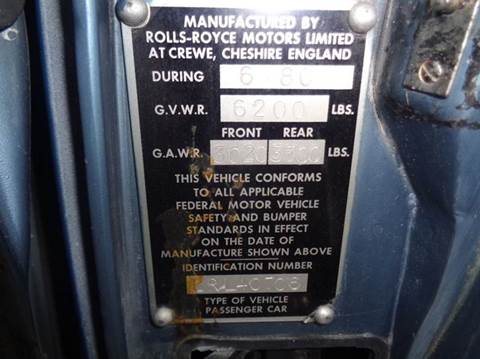 MANUFACTURED BY
ROLLS-ROYCE MOTORS LIMITED
AT CREWE, CHESHIRE ENGLAND
DURING 6 80
G.V.W.R. 6200 LBS.
FRONT REAR
G.A.W.R. LBS.
THIS VEHICLE CONFORMS
TO ALL APPLICABLE
FEDERAL MOTOR VEHICLE
SAFETY AND BUMPER
STANDARDS IN EFFECT
ON THE DATE OF
MANUFACTURE SHOWN ABOVE
IDENTIFICATION NUMBER
TYPE OF VEHICLE
PASSENGER CAR